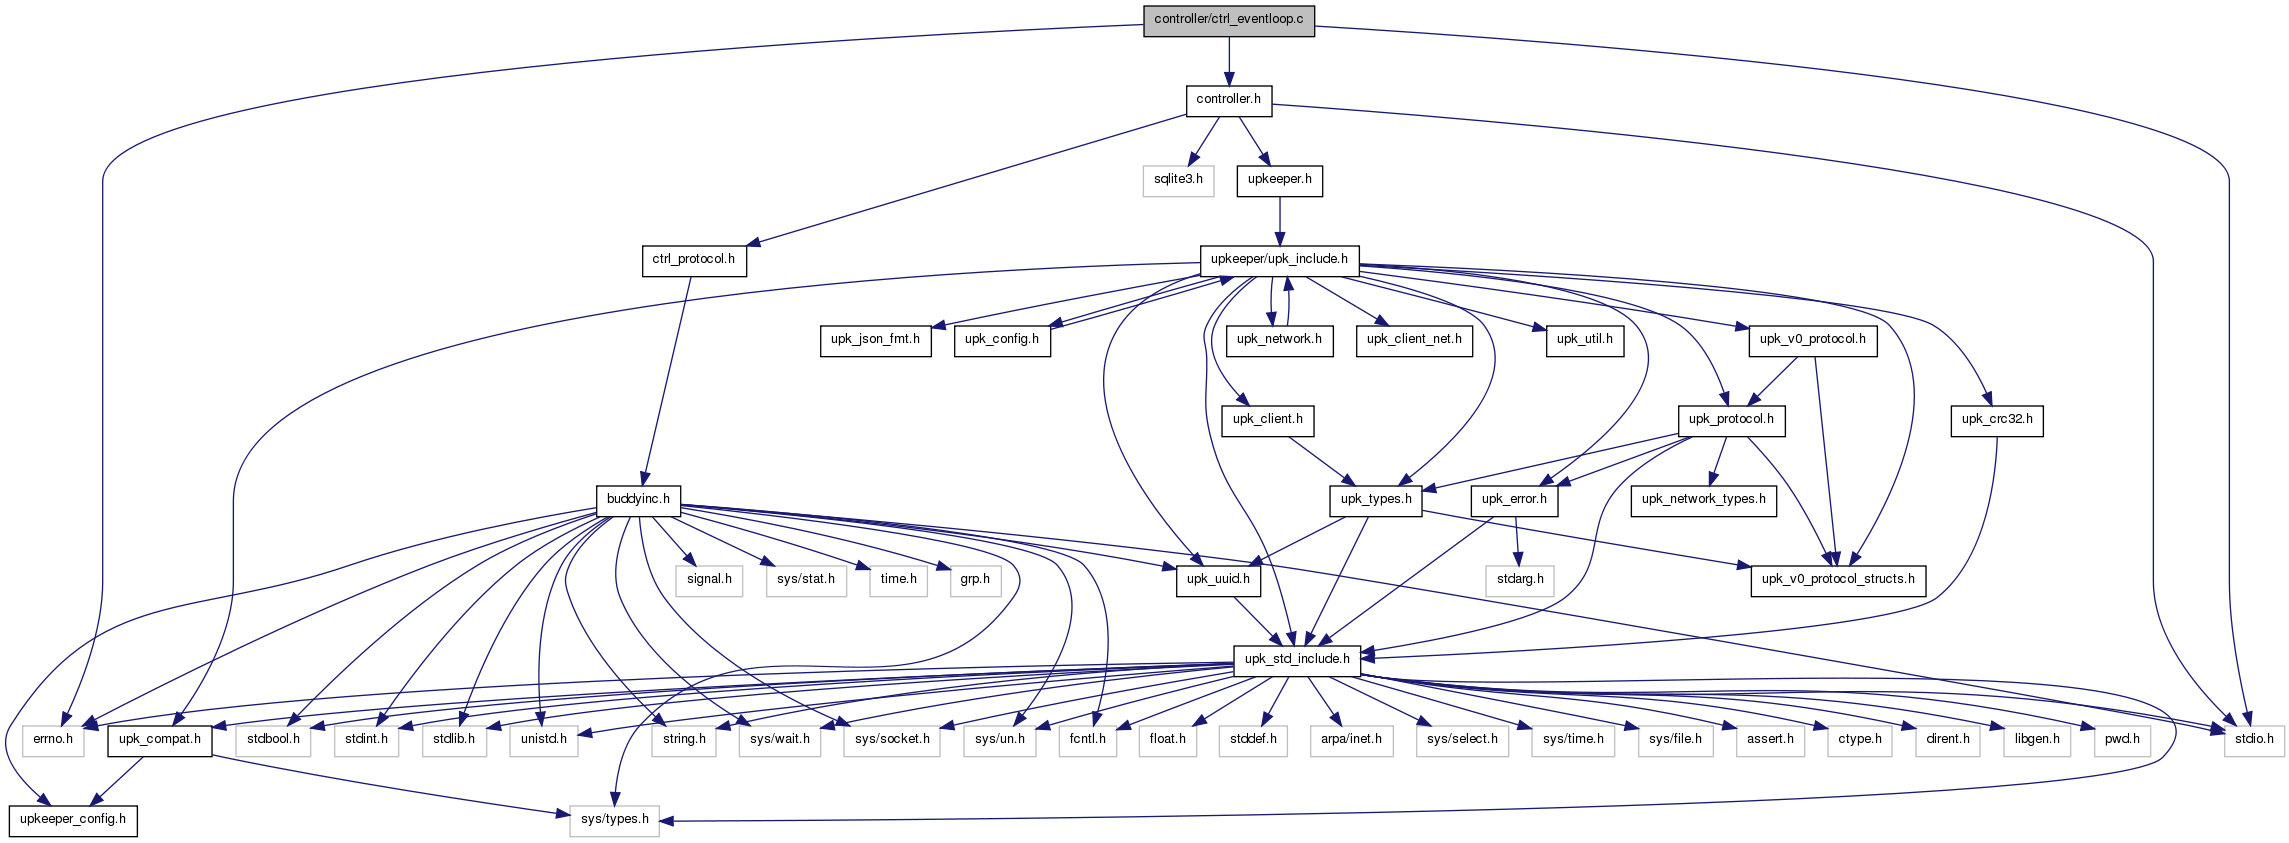 controller/ctrl_eventloop.c
controller.h
sqlite3.h
upkeeper.h
ctrl_protocol.h
upkeeper/upk_include.h
upk_json_fmt.h
upk_config.h
upk_network.h
upk_client_net.h
upk_util.h
upk_v0_protocol.h
upk_client.h
upk_protocol.h
upk_crc32.h
buddyinc.h
upk_types.h
upk_error.h
upk_network_types.h
signal.h
sys/stat.h
time.h
grp.h
upk_uuid.h
stdarg.h
upk_v0_protocol_structs.h
upk_std_include.h
errno.h
upk_compat.h
stdbool.h
stdint.h
stdlib.h
unistd.h
string.h
sys/wait.h
sys/socket.h
sys/un.h
fcntl.h
float.h
stddef.h
arpa/inet.h
sys/select.h
sys/time.h
sys/file.h
assert.h
ctype.h
dirent.h
libgen.h
pwd.h
stdio.h
upkeeper_config.h
sys/types.h